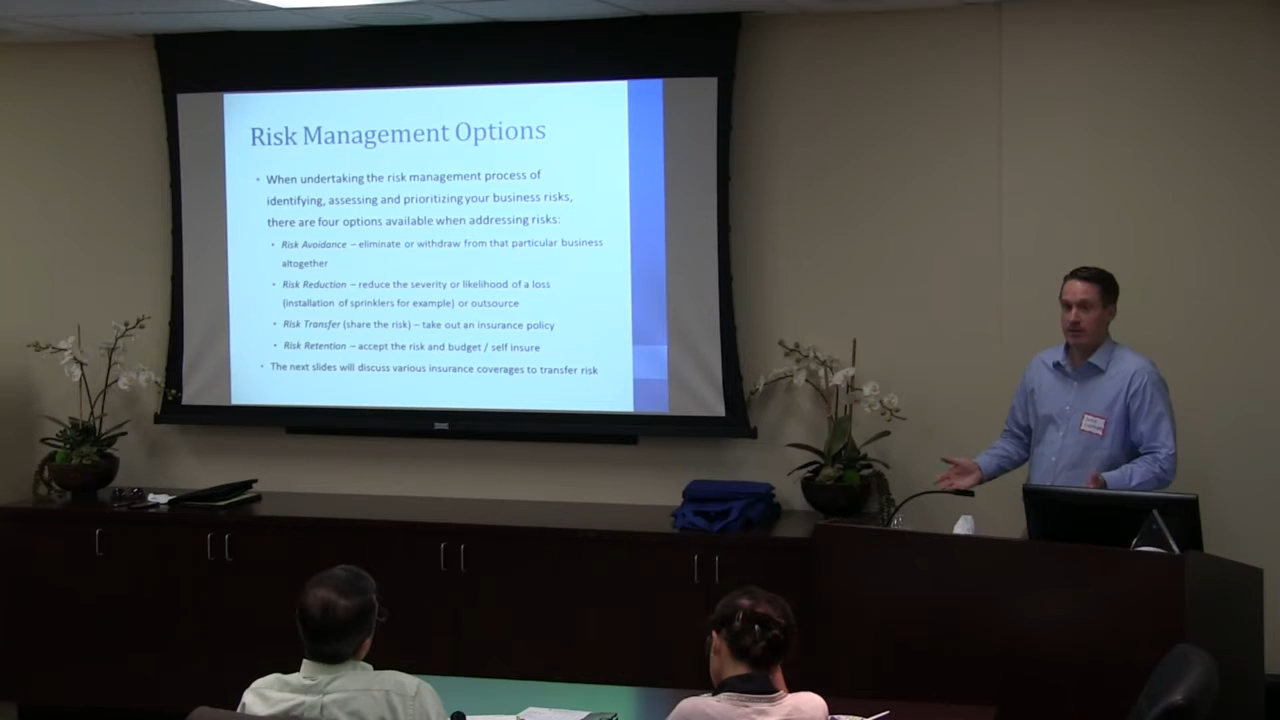 Risk Management Options
• When undertaking the risk management process of
identifying, assessing and prioritizing your business risks,
there are four options available when addressing risks:
• Risk Avoidance – eliminate or withdraw from that particular business
altogether
• Risk Reduction – reduce the severity or likelihood of a loss
(installation of sprinklers for example) or outsource
• Risk Transfer (share the risk) – take out an insurance policy
• Risk Retention – accept the risk and budget / self insure
• The next slides will discuss various insurance coverages to transfer risk